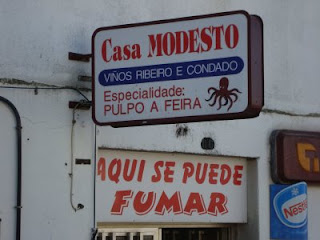 Casa MODESTO
VIÑOS RIBEIRO E CONDADO
Especialidade:
PULPO A FEIRA
AQUI SE PUEDE
FUMAR
Nestlé